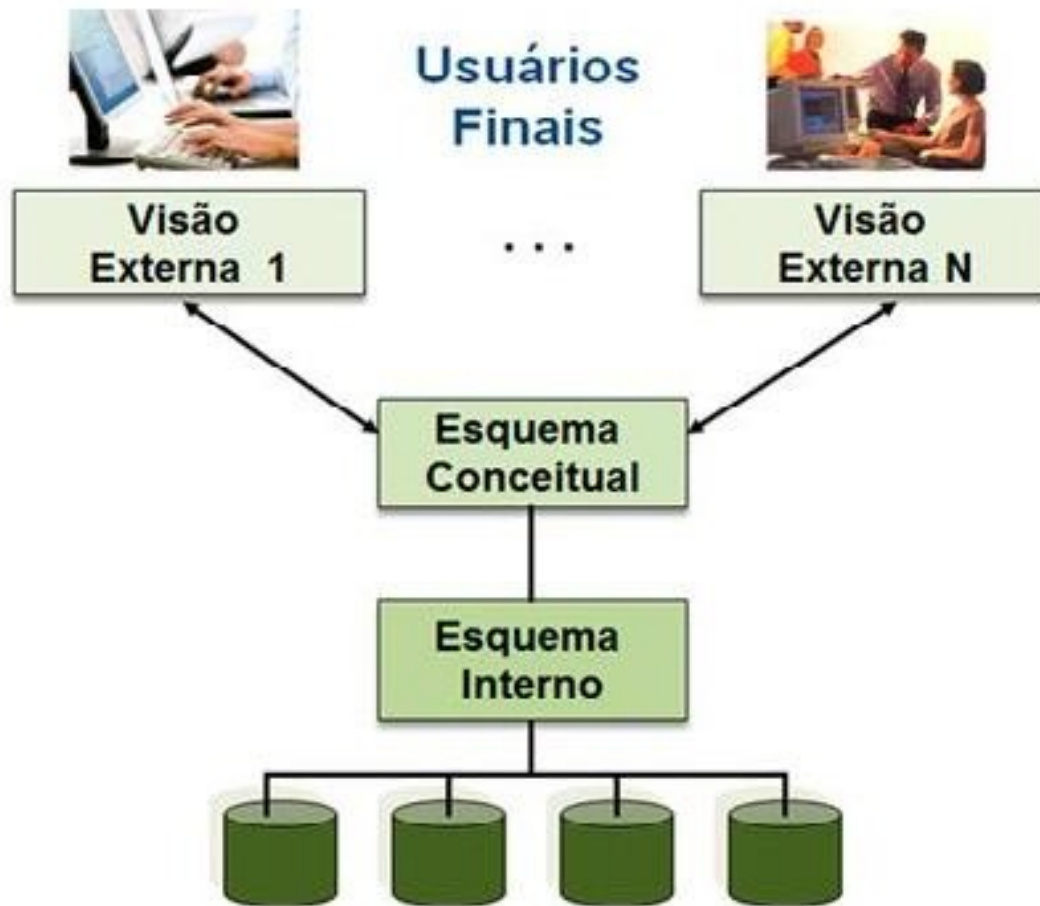 Usuários
Finais
Visão
Externa 1
. . .
Visão
Externa N
Esquema
Conceitual
Esquema
Interno